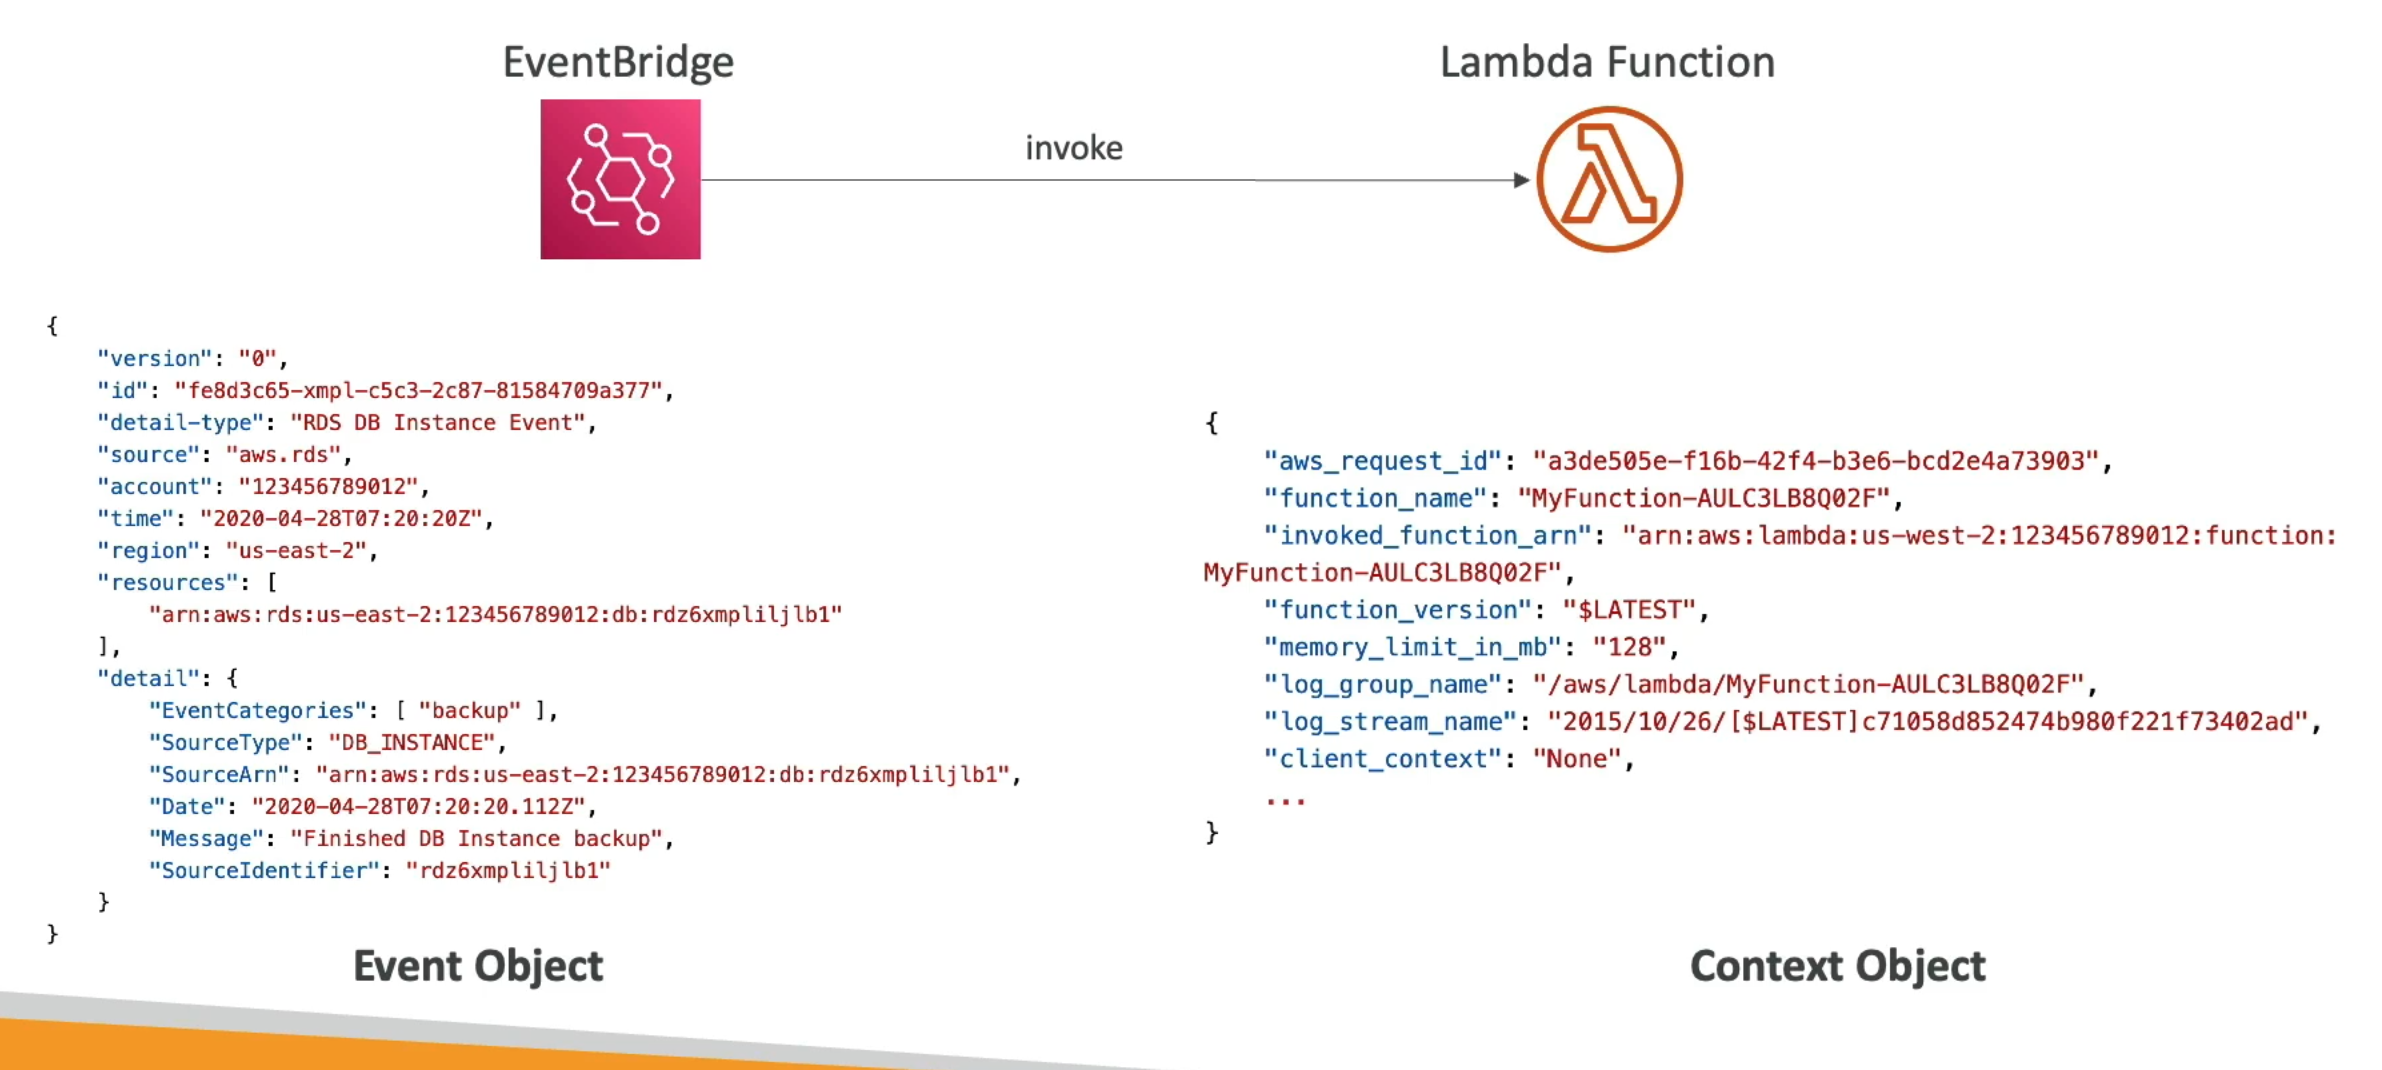 EventBridge
Lambda Function
invoke
{
"version": "0",
"id": "fe8d3c65-xmpl-c5c3-2c87-81584709a377",
"detail-type": "RDS DB Instance Event",
"source": "aws.rds",
"account": "123456789012",
"time": "2020-04-28T07:20:20Z",
"region": "us-east-2",
"resources": [
"arn:aws:rds:us-east-2:123456789012:db:rdz6xmpliljlb1"
],
"detail": {
"EventCategories": [ "backup" ],
"SourceType": "DB_INSTANCE",
"SourceArn": "arn:aws:rds:us-east-2:123456789012:db:rdz6xmpliljlb1",
"Date": "2020-04-28T07:20:20.112Z",
"Message": "Finished DB Instance backup",
"SourceIdentifier": "rdz6xmpliljlb1"
}
}
Event Object
{
"aws_request_id": "a3de505e-f16b-42f4-b3e6-bcd2e4a73903",
"function_name": "MyFunction-AULC3LB8Q02F",
"invoked_function_arn": "arn:aws:lambda:us-west-2:123456789012:function:
MyFunction-AULC3LB8Q02F",
"function_version": "$LATEST",
"memory_limit_in_mb": "128",
"log_group_name": "/aws/lambda/MyFunction-AULC3LB8Q02F",
"log_stream_name": "2015/10/26/[$LATEST]c71058d852474b980f221f73402ad",
"client_context": "None",
...
}
Context Object